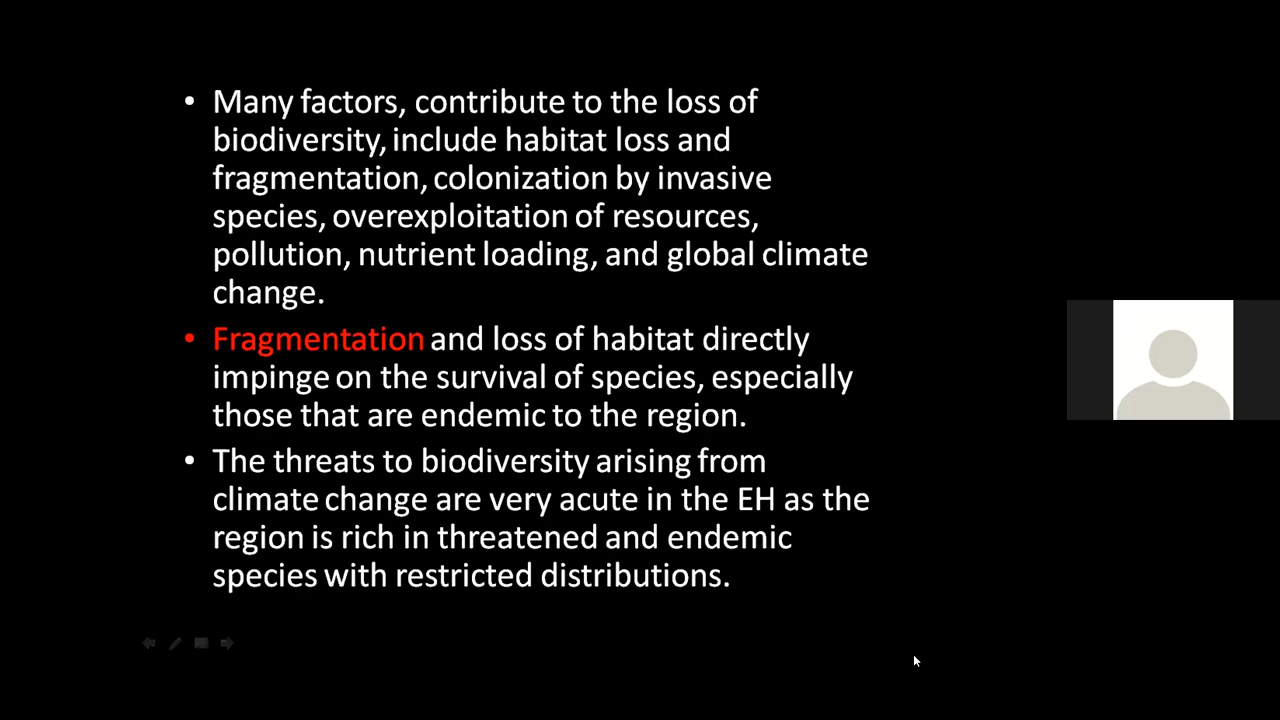 • Many factors, contribute to the loss of
biodiversity, include habitat loss and
fragmentation, colonization by invasive
species, overexploitation of resources,
pollution, nutrient loading, and global climate
change.
• Fragmentation and loss of habitat directly
impinge on the survival of species, especially
those that are endemic to the region.
• The threats to biodiversity arising from
climate change are very acute in the EH as the
region is rich in threatened and endemic
species with restricted distributions.